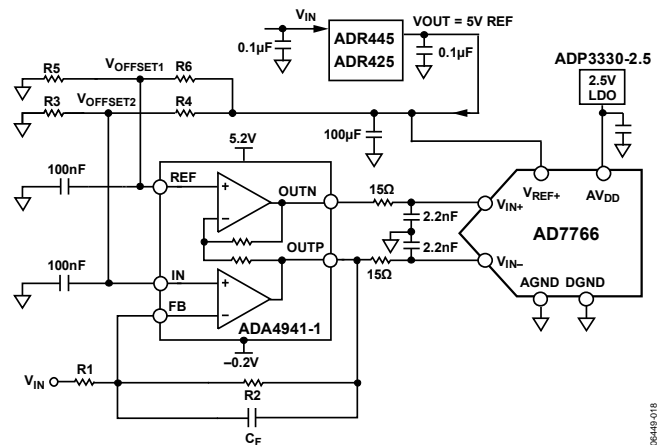 VIN
VOUT = 5V REF
ADR445
ADR425
0.1µF
0.1µF
ADP3330-2.5
2.5V
LDO
R5
VOFFSET1
R6
R3
VOFFSET2
R4
5.2V
100µF
100nF
REF
OUTN
15Ω
VREF+
AVDD
VIN+
2.2nF
AD7766
OUTP
2.2nF
100nF
IN
15Ω
VIN−
FB
AGND
DGND
ADA4941-1
−0.2V
VIN
R1
R2
CF
06449-018